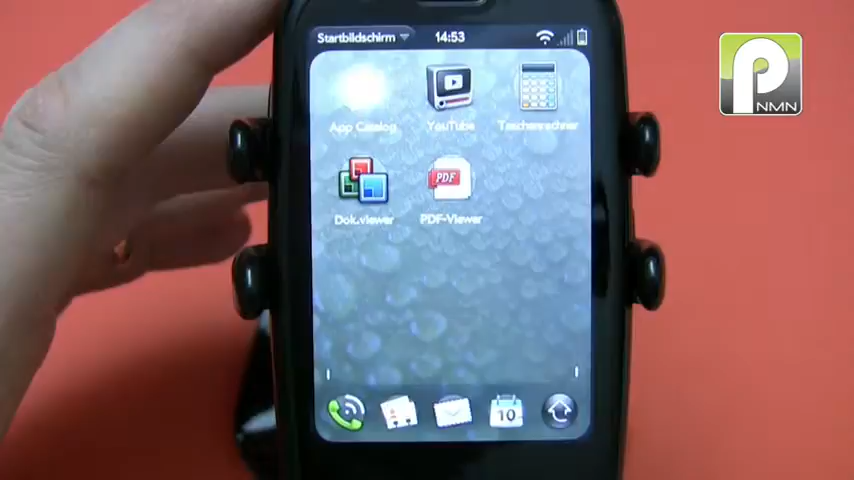 Startbildschirm
14:53
App Catalog
YouTube
Taschenrechner
Dok.viewer
PDF
PDF-Viewer
10
P
NMN